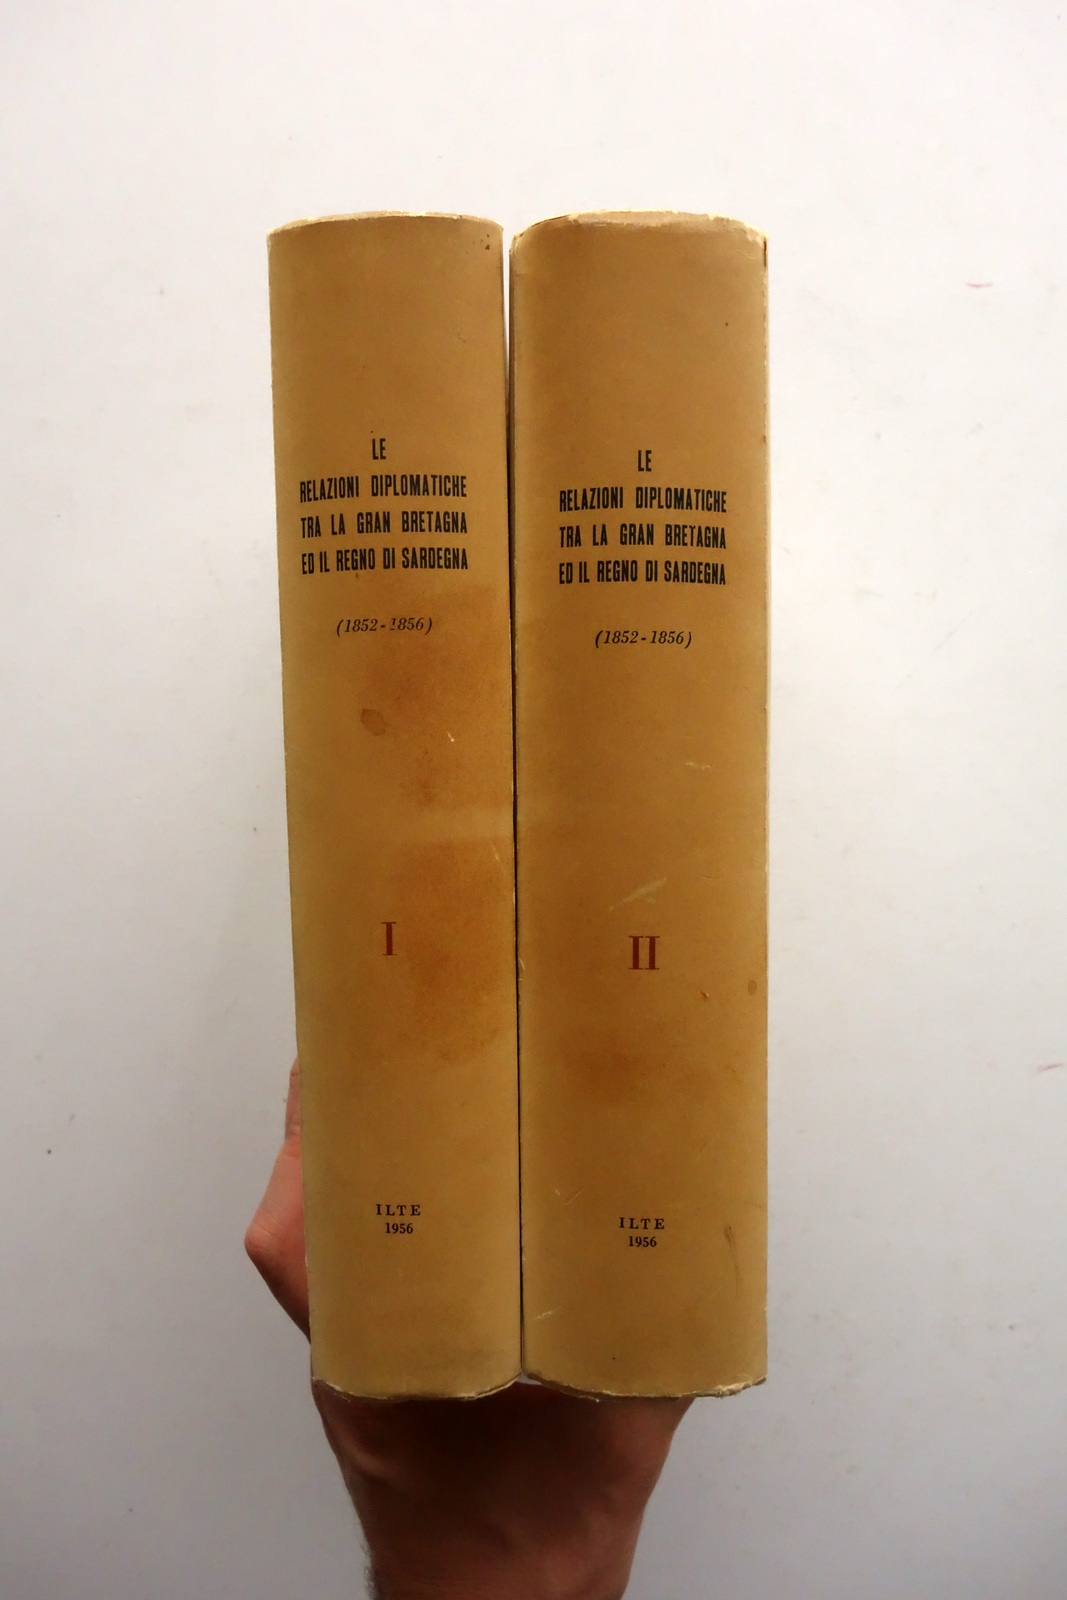 LE
RELAZIONI DIPLOMATICHE
TRA LA GRAN BRETAGNA
ED IL REGNO DI SARDEGNA
(1852-1856)
I
ILTE
1956
LE
RELAZIONI DIPLOMATICHE
TRA LA GRAN BRETAGNA
ED IL REGNO DI SARDEGNA
(1852-1856)
II
ILTE
1956